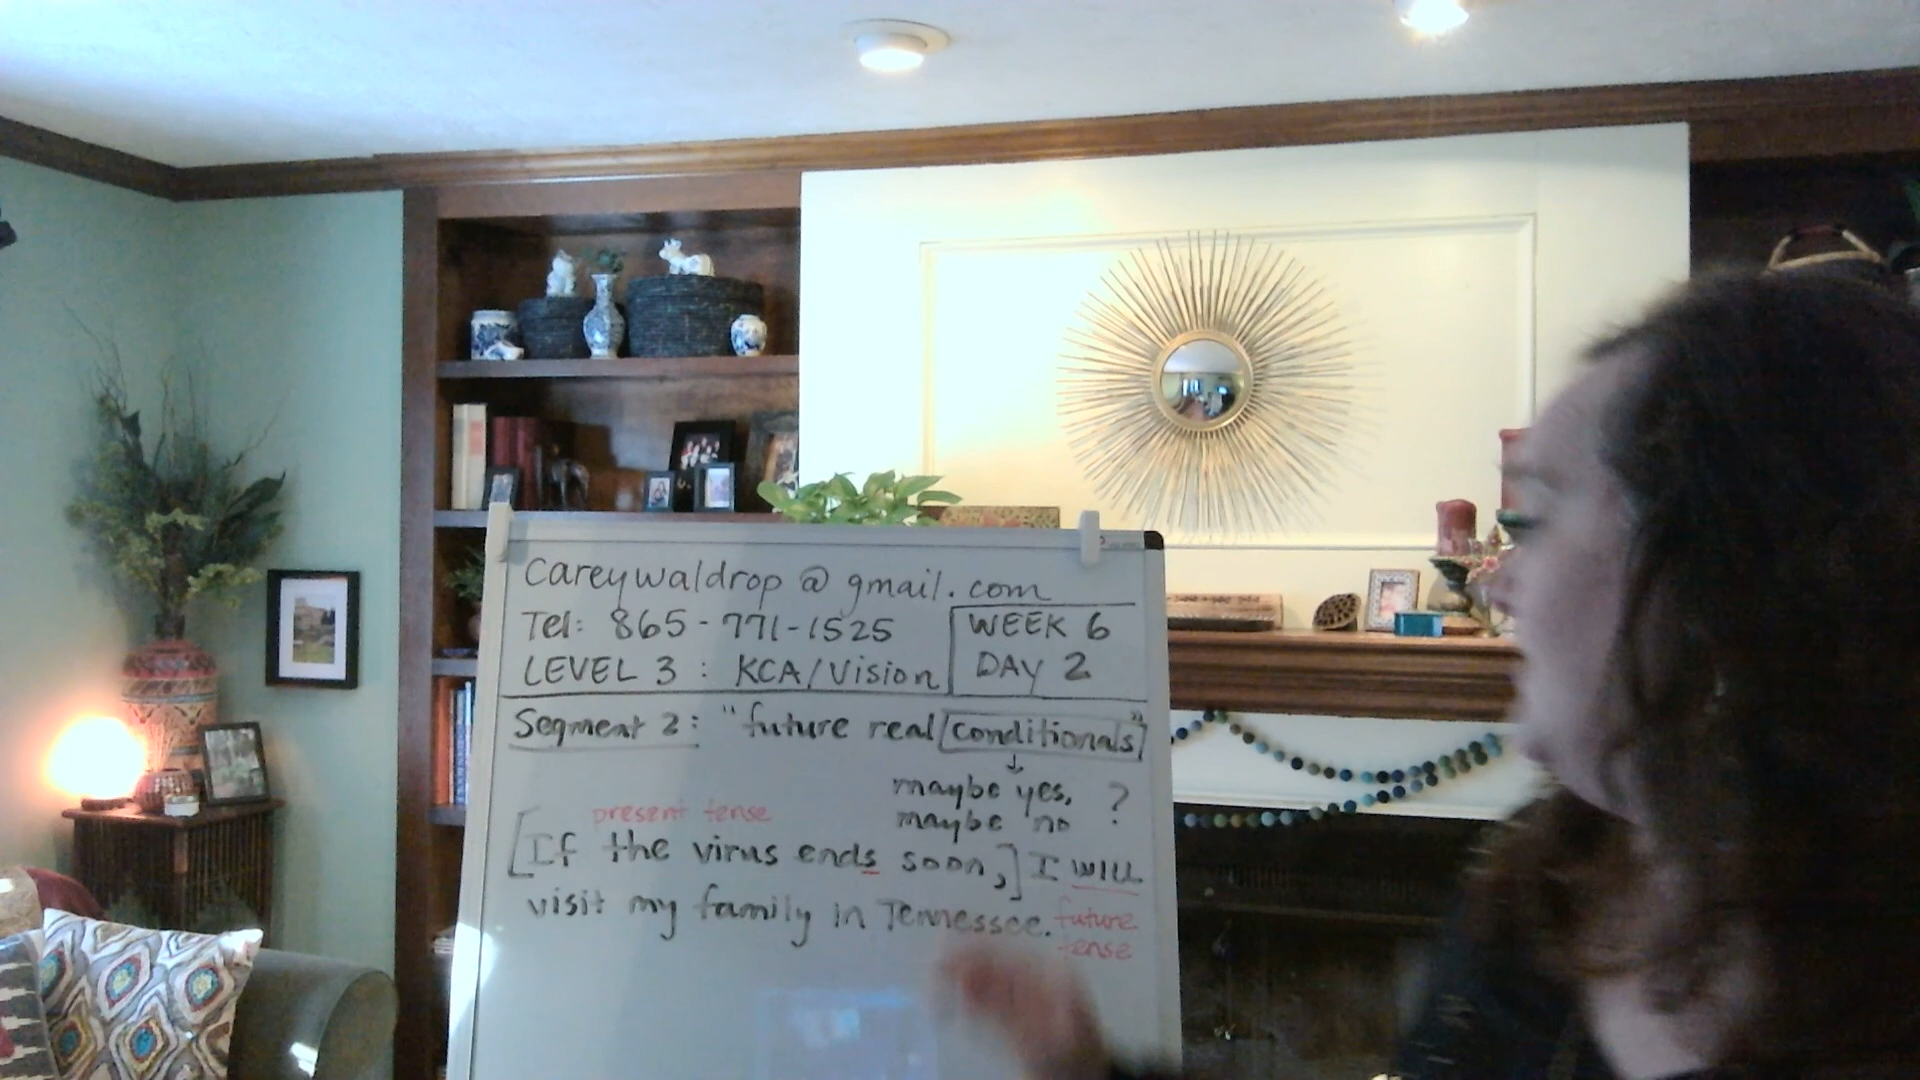 careywaldrop@gmail.com
Tel: 865-771-1525
WEEK 6
LEVEL 3 : KCA/Vision
DAY 2
Segment 2: "future real conditionals"
maybe yes,
maybe no ?
present tense
[If the virus ends soon,] I WILL
visit my family in Tennessee.
future
tense